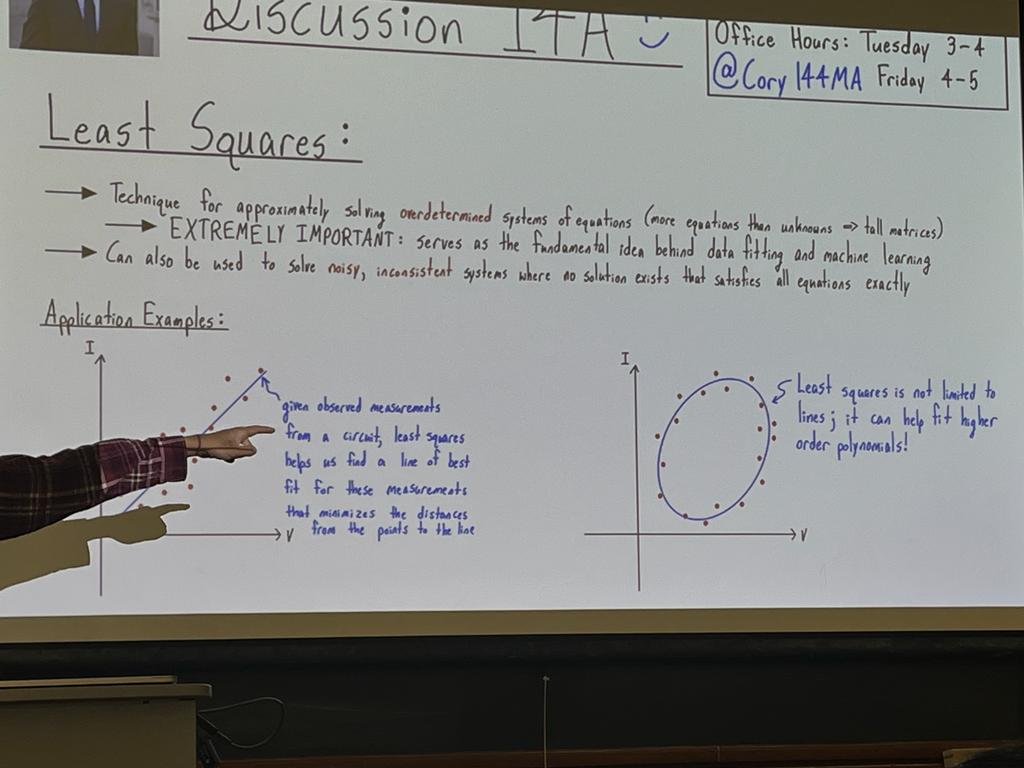 Discussion 14A
Office Hours: Tuesday 3-4
@Cory 144MA Friday 4-5
Least Squares:
→ Technique for approximately solving overdetermined systems of equations (more equations than unknowns ⇒ tall matrices)
→ EXTREMELY IMPORTANT: serves as the fundamental idea behind data fitting and machine learning
→ Can also be used to solve noisy, inconsistent systems where no solution exists that satisfies all equations exactly
Application Examples:
I
given observed measurements
from a circuit, least squares
helps us find a line of best
fit for these measurements
that minimizes the distances
from the points to the line
V
I
Least squares is not limited to
lines; it can help fit higher
order polynomials!
V